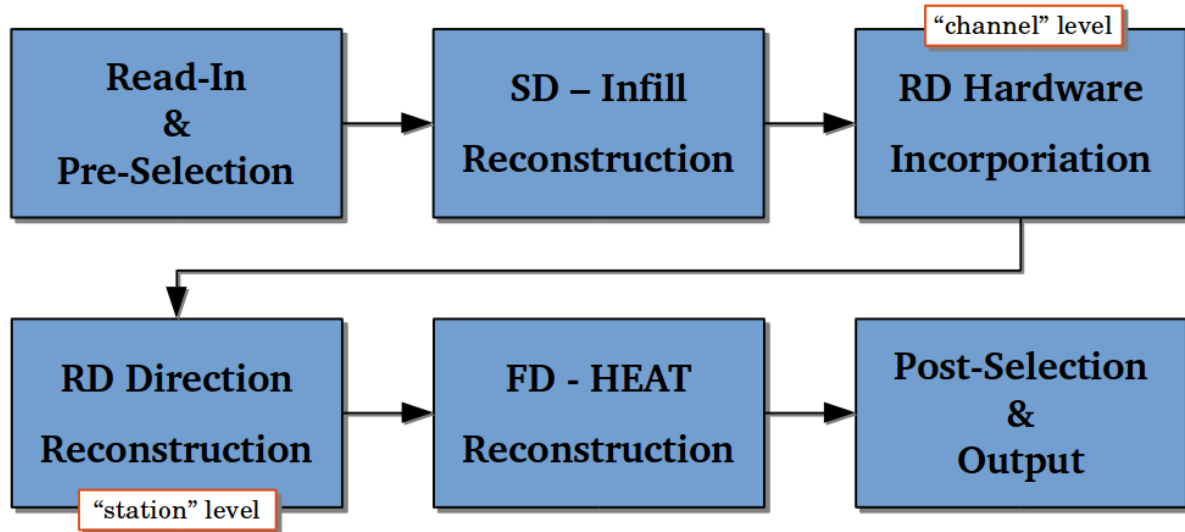 Read-In
&
Pre-Selection
SD – Infill
Reconstruction
“channel” level
RD Hardware
Incorporiation
RD Direction
Reconstruction
“station” level
FD - HEAT
Reconstruction
Post-Selection
&
Output